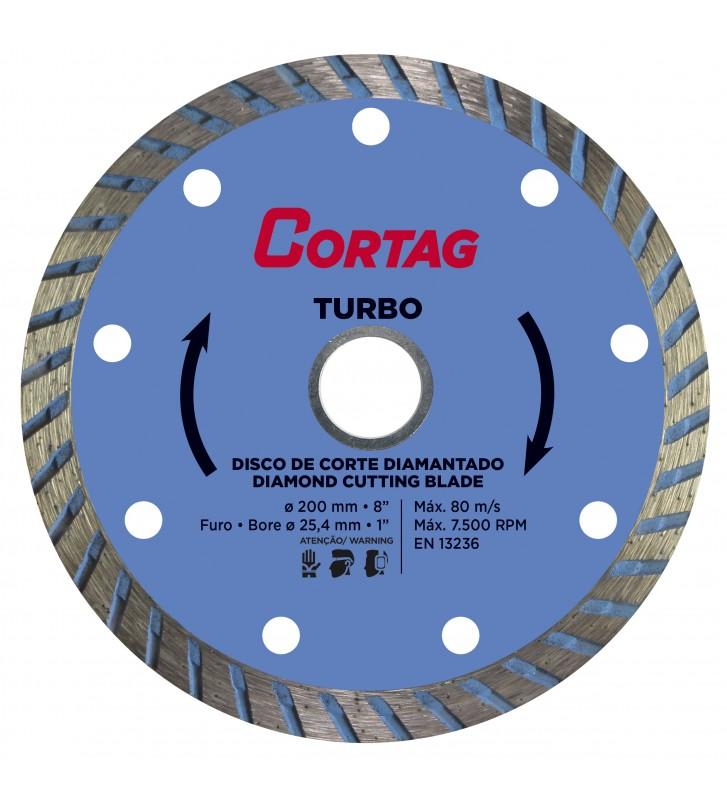 CORTAG
TURBO
DISCO DE CORTE DIAMANTADO
DIAMOND CUTTING BLADE
ø 200 mm • 8”
Furo • Bore ø 25,4 mm • 1”
ATENÇÃO/ WARNING
Máx. 80 m/s
Máx. 7.500 RPM
EN 13236